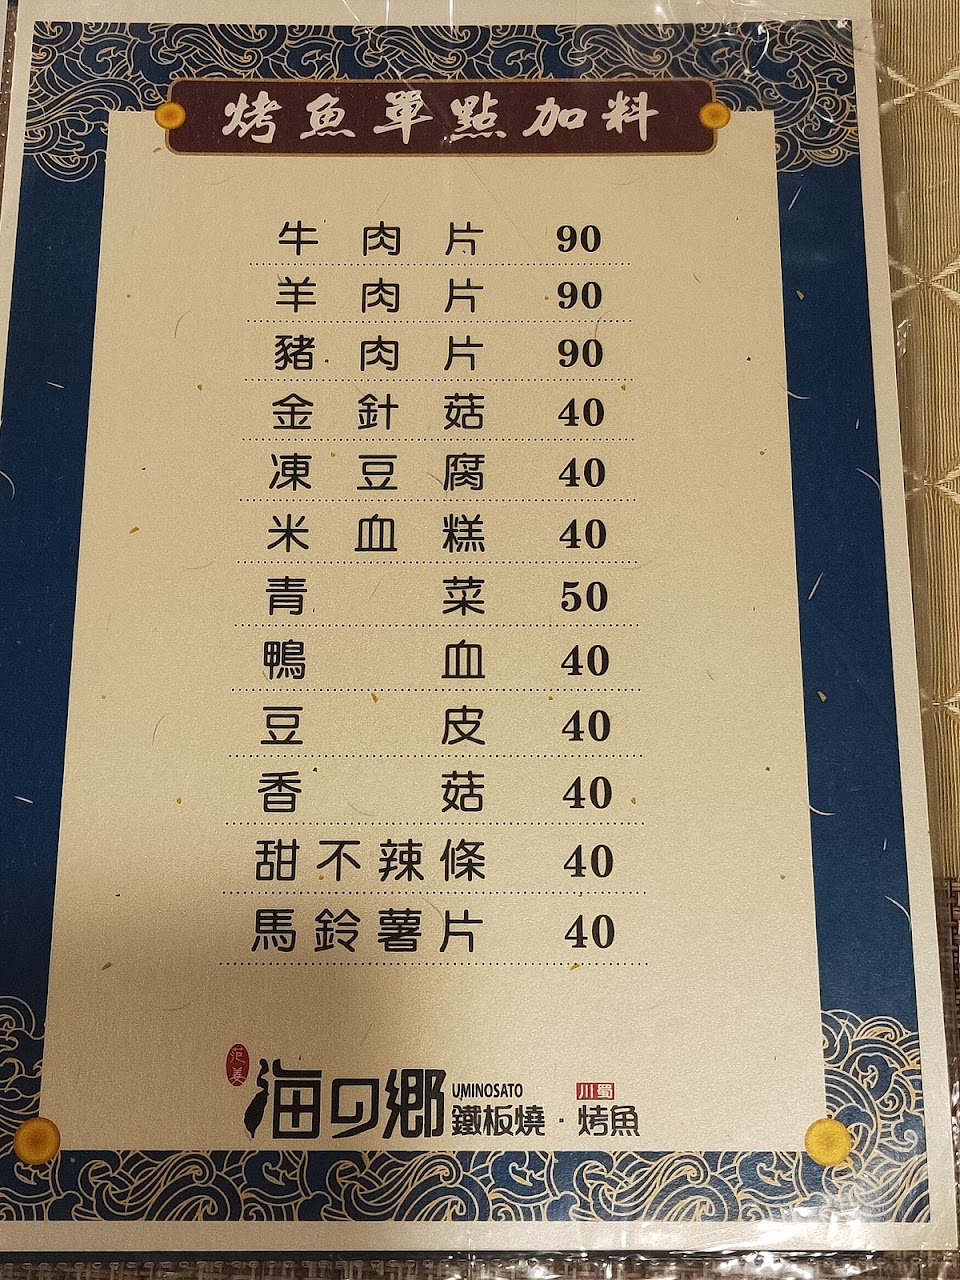 烤魚單點加料
牛肉片 90
羊肉片 90
豬肉片 90
金針菇 40
凍豆腐 40
米血糕 40
青菜 50
鴨血 40
豆皮 40
香菇 40
甜不辣條 40
馬鈴薯片 40
范姜
海の郷
UMINOSATO
川蜀
鐵板燒·烤魚